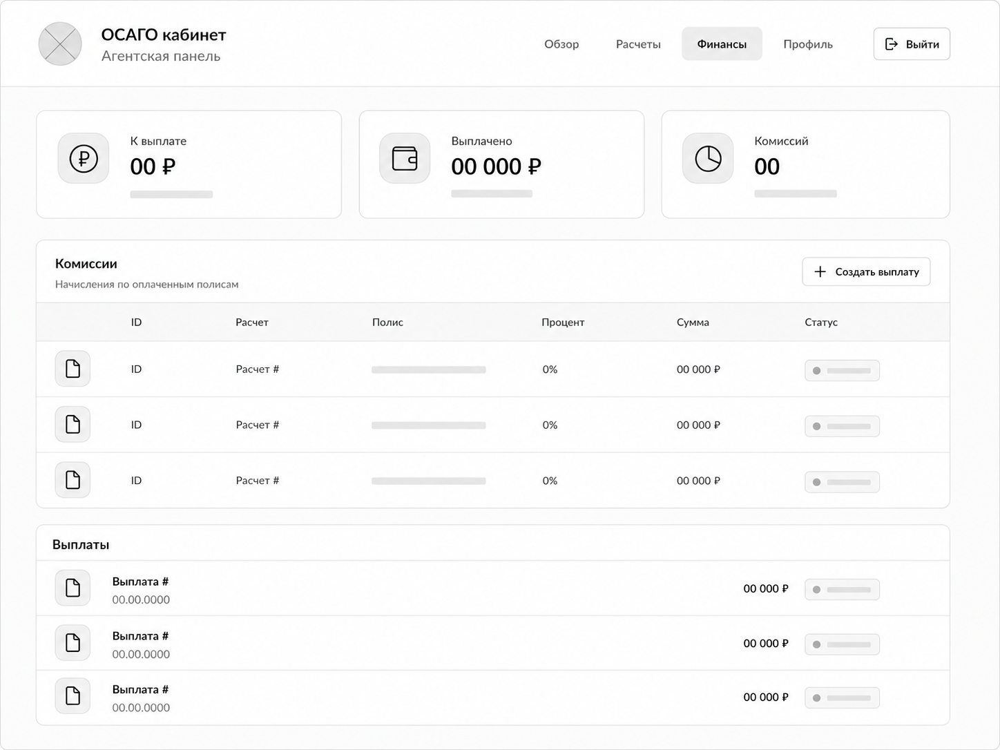 ОСАГО кабинет
Агентская панель
Обзор
Расчеты
Финансы
Профиль
Выйти
К выплате
00 ₽
Выплачено
00 000 ₽
Комиссий
00
Комиссии
Начисления по оплаченным полисам
Создать выплату
ID Расчет Полис Процент Сумма Статус
ID Расчет # 0% 00 000 ₽
ID Расчет # 0% 00 000 ₽
ID Расчет # 0% 00 000 ₽
Выплаты
Выплата #
00.00.0000
00 000 ₽
Выплата #
00.00.0000
00 000 ₽
Выплата #
00.00.0000
00 000 ₽